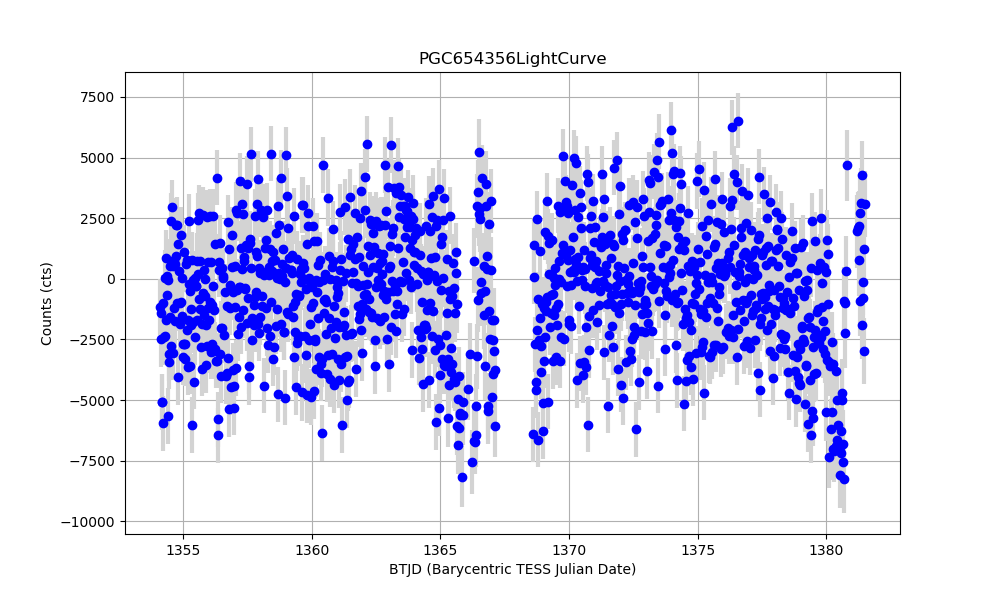 PGC654356LightCurve
7500
5000
2500
0
−2500
−5000
−7500
−10000
Counts (cts)
1355 1360 1365 1370 1375 1380
BTJD (Barycentric TESS Julian Date)